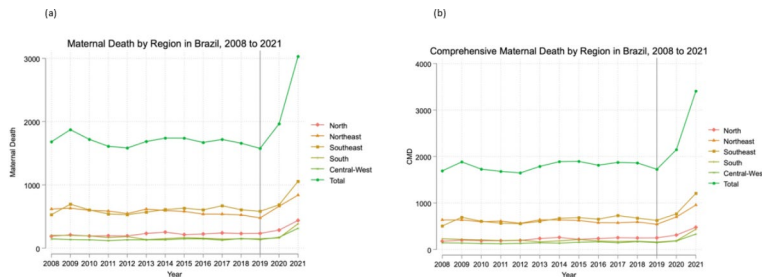 (a)
Maternal Death by Region in Brazil, 2008 to 2021
3000
2000
1000
0
Maternal Death
2008 2009 2010 2011 2012 2013 2014 2015 2016 2017 2018 2019 2020 2021
Year
North
Northeast
Southeast
South
Central-West
Total
(b)
Comprehensive Maternal Death by Region in Brazil, 2008 to 2021
4000
3000
2000
1000
0
CMD
2008 2009 2010 2011 2012 2013 2014 2015 2016 2017 2018 2019 2020 2021
Year
North
Northeast
Southeast
South
Central-West
Total